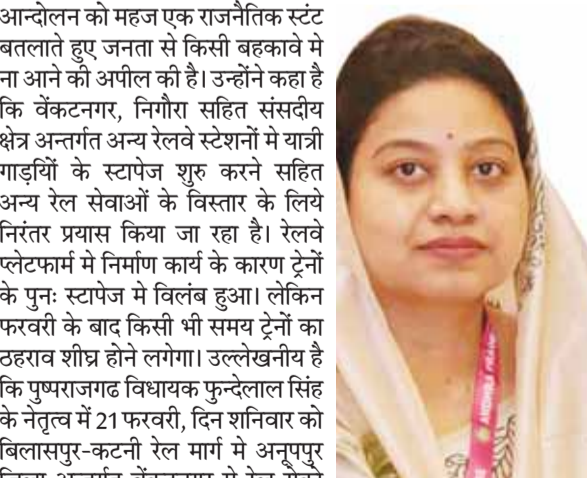 आन्दोलन को महज एक राजनैतिक स्टंट
बतलाते हुए जनता से किसी बहकावे मे
ना आने की अपील की है। उन्होंने कहा है
कि वेंकटनगर, निगौरा सहित संसदीय
क्षेत्र अन्तर्गत अन्य रेलवे स्टेशनों मे यात्री
गाड़यिों के स्टापेज शुरु करने सहित
अन्य रेल सेवाओं के विस्तार के लिये
निरंतर प्रयास किया जा रहा है। रेलवे
प्लेटफार्म मे निर्माण कार्य के कारण ट्रेनों
के पुनः स्टापेज मे विलंब हुआ। लेकिन
फरवरी के बाद किसी भी समय ट्रेनों का
ठहराव शीघ्र होने लगेगा। उल्लेखनीय है
कि पुष्पराजगढ विधायक फुन्देलाल सिंह
के नेतृत्व में 21 फरवरी, दिन शनिवार को
बिलासपुर-कटनी रेल मार्ग मे अनूपपुर